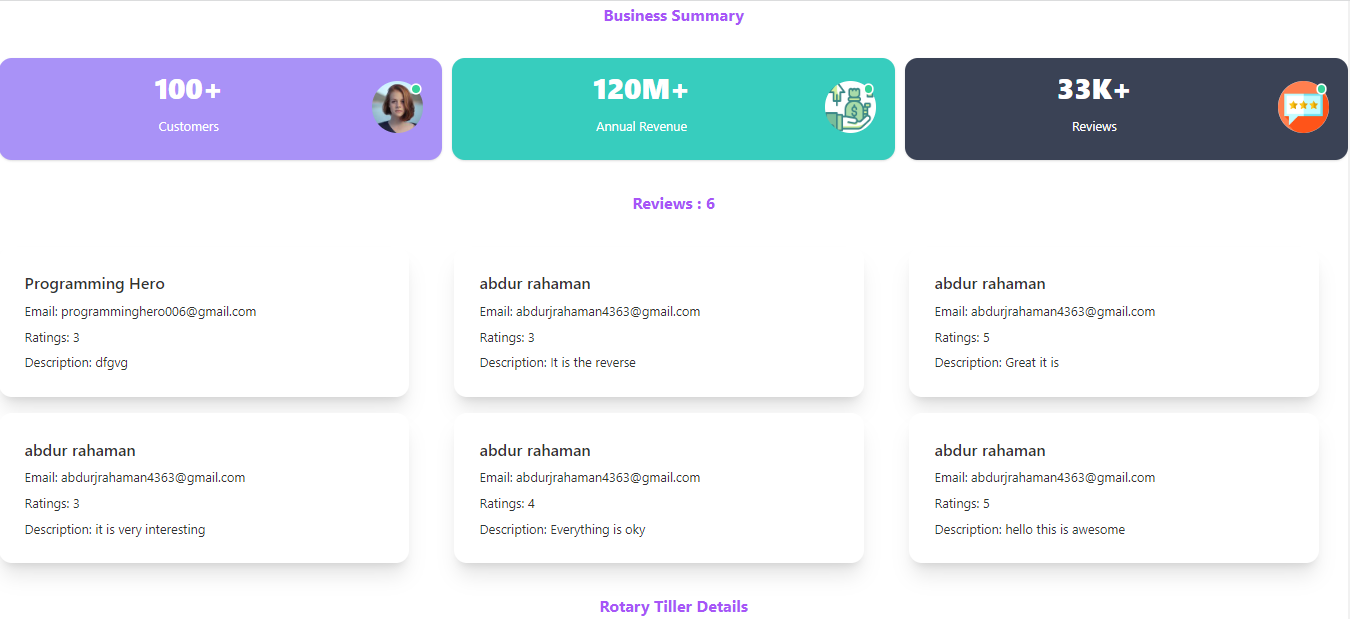 Business Summary
100+
Customers
120M+
Annual Revenue
33K+
Reviews
Reviews : 6
Programming Hero
Email: programminghero006@gmail.com
Ratings: 3
Description: dfgvg
abdur rahaman
Email: abdurjrahaman4363@gmail.com
Ratings: 3
Description: It is the reverse
abdur rahaman
Email: abdurjrahaman4363@gmail.com
Ratings: 5
Description: Great it is
abdur rahaman
Email: abdurjrahaman4363@gmail.com
Ratings: 3
Description: it is very interesting
abdur rahaman
Email: abdurjrahaman4363@gmail.com
Ratings: 4
Description: Everything is oky
abdur rahaman
Email: abdurjrahaman4363@gmail.com
Ratings: 5
Description: hello this is awesome
Rotary Tiller Details